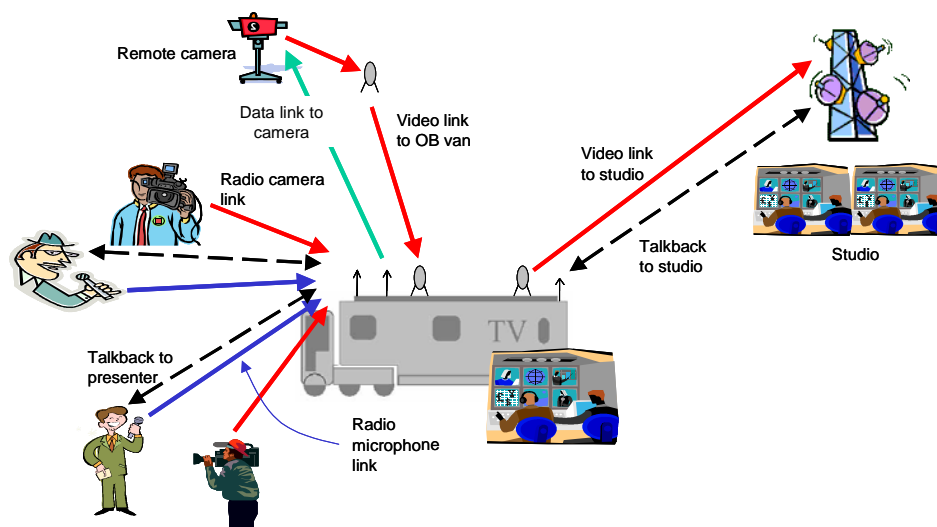 Remote camera
Data link to
camera
Video link
to OB van
Radio camera
link
Video link
to studio
Talkback
to studio
Studio
TV
Talkback to
presenter
Radio
microphone
link